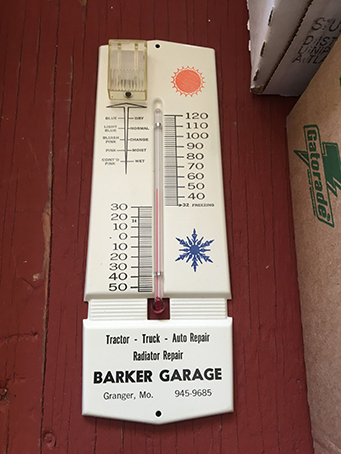 BLUE DRY
LIGHT BLUE NORMAL
BLUISH PINK CHANGE
PINK MOIST
WET
120
110
100
90
80
70
60
50
40
32 FREEZING
30
20
10
0
10
20
30
40
50
Tractor - Truck - Auto Repair
Radiator Repair
BARKER GARAGE
Granger, Mo. 945-9685
Gatorade